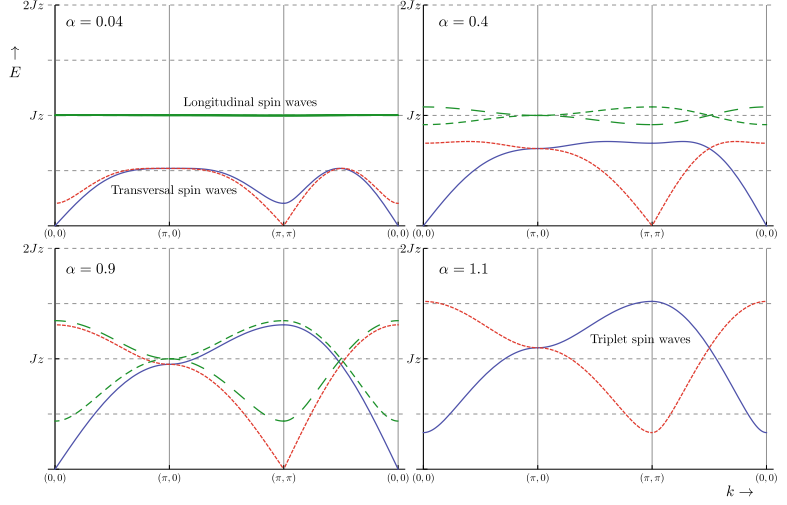 2Jz
α = 0.04
↑
E
Longitudinal spin waves
Jz
Transversal spin waves
(0, 0) (π, 0) (π, π) (0, 0)
2Jz
α = 0.4
Jz
(0, 0) (π, 0) (π, π) (0, 0)
2Jz
α = 0.9
Jz
(0, 0) (π, 0) (π, π) (0, 0)
2Jz
α = 1.1
Triplet spin waves
Jz
(0, 0) (π, 0) (π, π) (0, 0)
k →